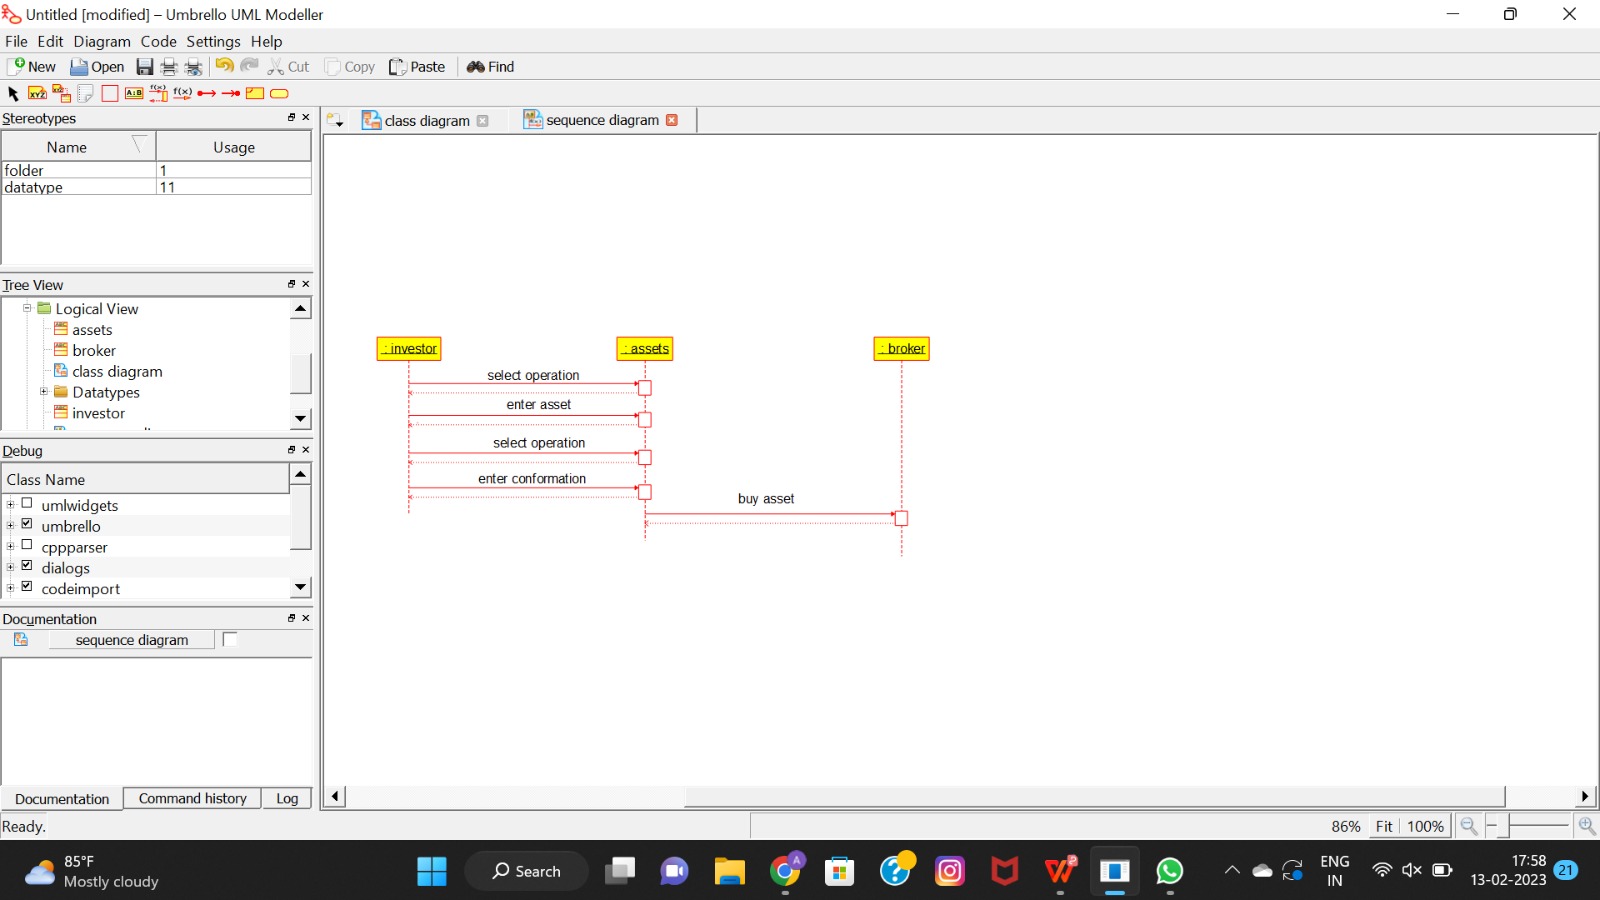 Untitled [modified] – Umbrello UML Modeller
File Edit Diagram Code Settings Help
New Open Cut Copy Paste Find
Stereotypes
class diagram
sequence diagram
Name Usage
folder 1
datatype 11
Tree View
Logical View
assets
broker
class diagram
Datatypes
investor
Debug
Class Name
umlwidgets
umbrello
cppparser
dialogs
codeimport
Documentation
sequence diagram
Documentation Command history Log
: investor
: assets
: broker
select operation
enter asset
select operation
enter conformation
buy asset
Ready.
86% Fit 100%
85°F
Mostly cloudy
Search
ENG
IN
17:58
13-02-2023
21